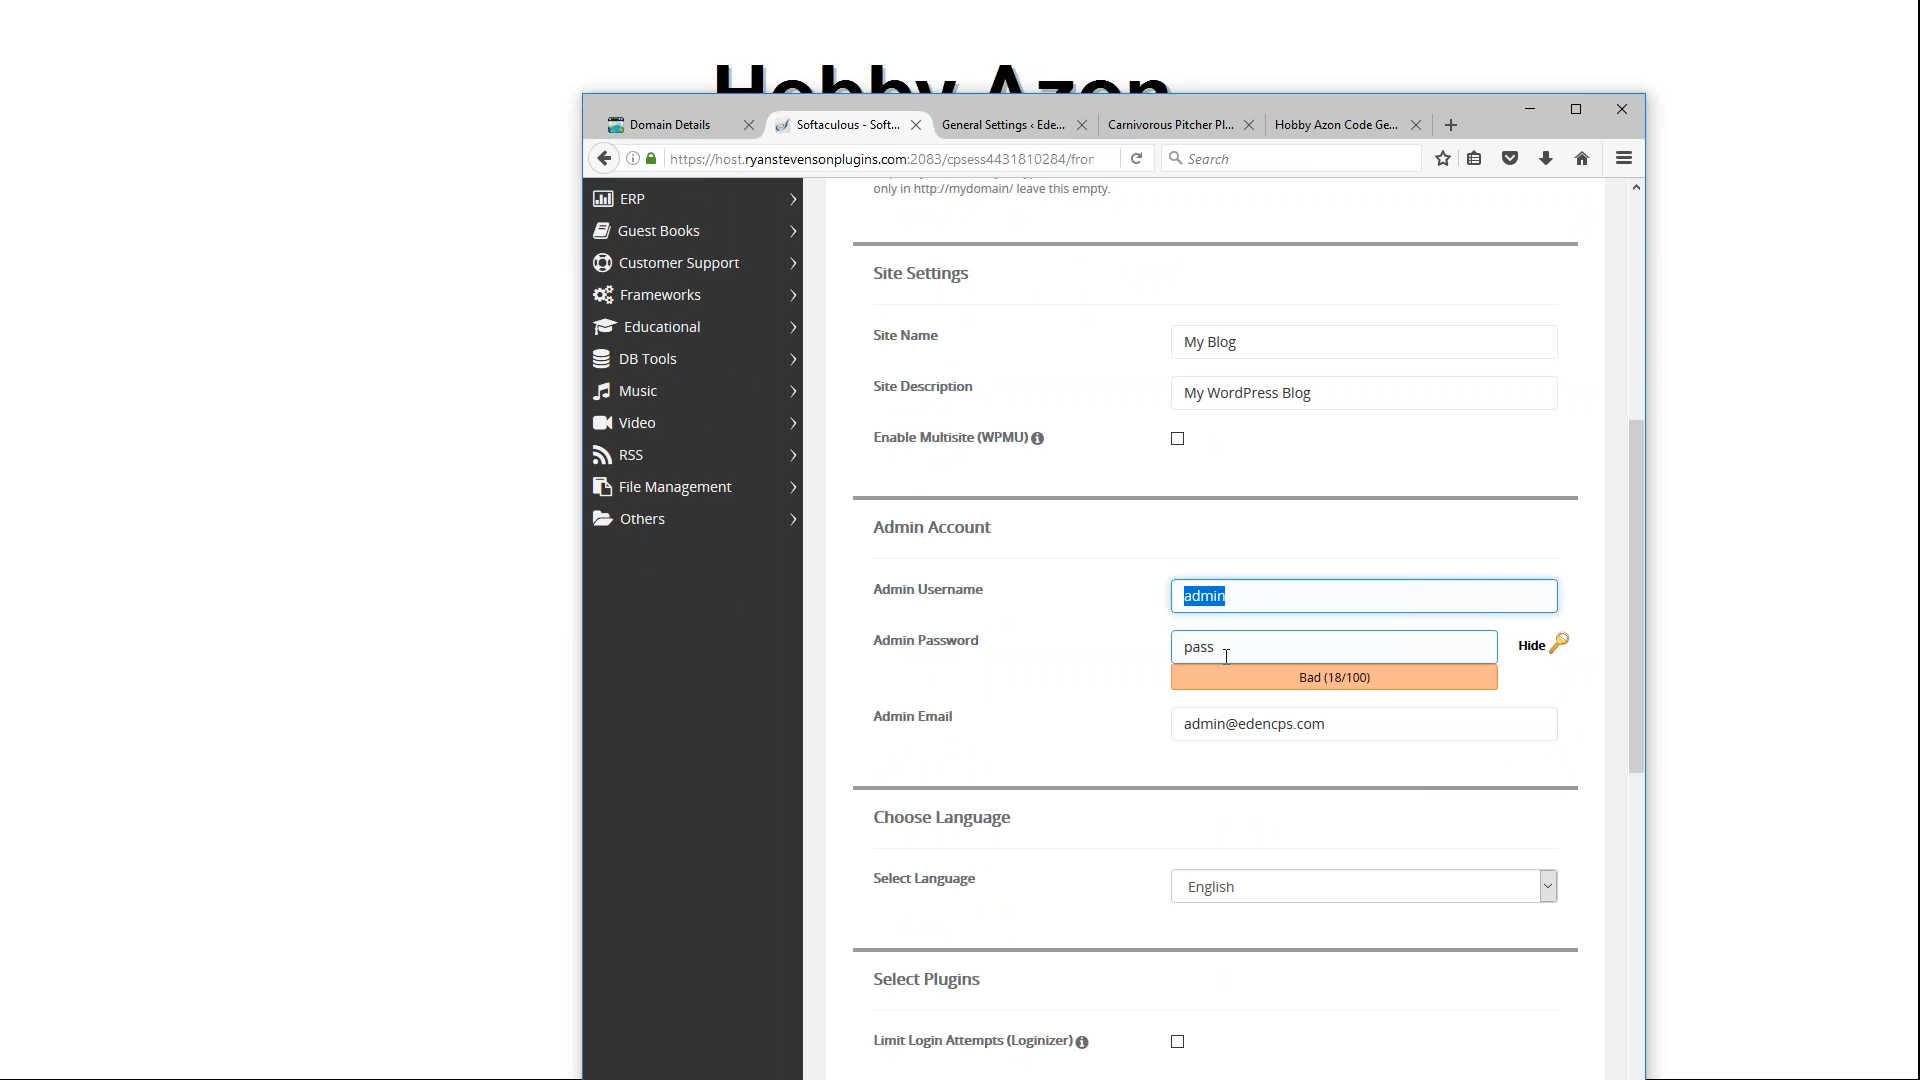 Hobby Azon
Domain Details
Softaculous - Soft...
General Settings ‹ Ede...
Carnivorous Pitcher Pl...
Hobby Azon Code Ge...
https://host.ryanstevensonplugins.com:2083/cpsess4431810284/fron
Search
ERP
Guest Books
Customer Support
Frameworks
Educational
DB Tools
Music
Video
RSS
File Management
Others
only in http://mydomain/ leave this empty.
Site Settings
Site Name
My Blog
Site Description
My WordPress Blog
Enable Multisite (WPMU)
Admin Account
Admin Username
admin
Admin Password
pass
Hide
Bad (18/100)
Admin Email
admin@edencps.com
Choose Language
Select Language
English
Select Plugins
Limit Login Attempts (Loginizer)